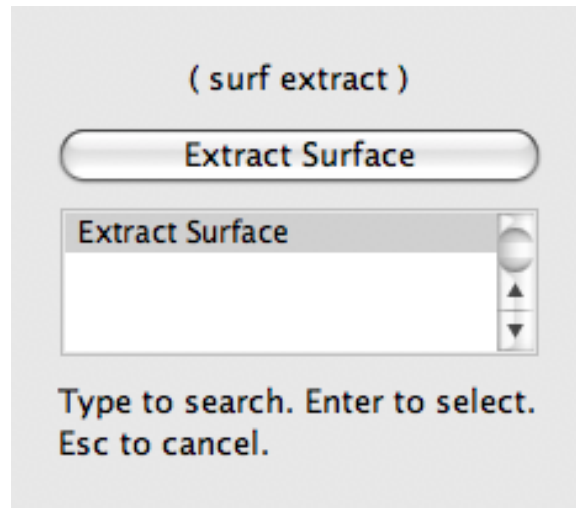 ( surf extract )
Extract Surface
Extract Surface
Type to search. Enter to select.
Esc to cancel.